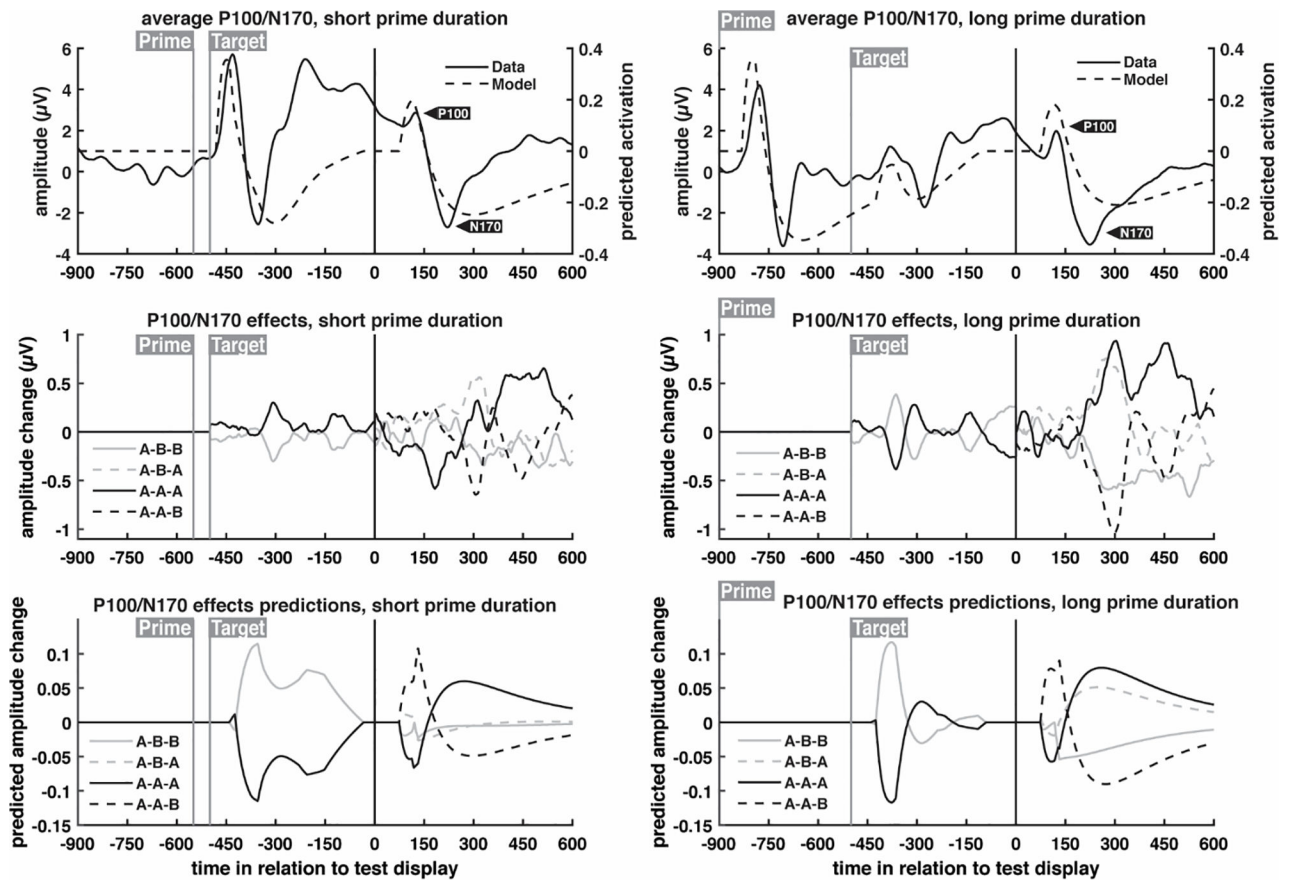 average P100/N170, short prime duration
Prime
Target
6
4
2
0
-2
-4
amplitude (µV)
0.4
0.2
0
-0.2
-0.4
predicted activation
Data
Model
P100
N170
-900 -750 -600 -450 -300 -150 0 150 300 450 600
average P100/N170, long prime duration
Prime
Target
6
4
2
0
-2
-4
amplitude (µV)
0.4
0.2
0
-0.2
-0.4
predicted activation
Data
Model
P100
N170
-900 -750 -600 -450 -300 -150 0 150 300 450 600
P100/N170 effects, short prime duration
Prime
Target
1
0.5
0
-0.5
-1
amplitude change (µV)
A-B-B
A-B-A
A-A-A
A-A-B
-900 -750 -600 -450 -300 -150 0 150 300 450 600
P100/N170 effects, long prime duration
Prime
Target
1
0.5
0
-0.5
-1
amplitude change (µV)
A-B-B
A-B-A
A-A-A
A-A-B
-900 -750 -600 -450 -300 -150 0 150 300 450 600
P100/N170 effects predictions, short prime duration
Prime
Target
0.1
0.05
0
-0.05
-0.1
-0.15
predicted amplitude change
A-B-B
A-B-A
A-A-A
A-A-B
-900 -750 -600 -450 -300 -150 0 150 300 450 600
time in relation to test display
P100/N170 effects predictions, long prime duration
Prime
Target
0.1
0.05
0
-0.05
-0.1
-0.15
predicted amplitude change
A-B-B
A-B-A
A-A-A
A-A-B
-900 -750 -600 -450 -300 -150 0 150 300 450 600
time in relation to test display